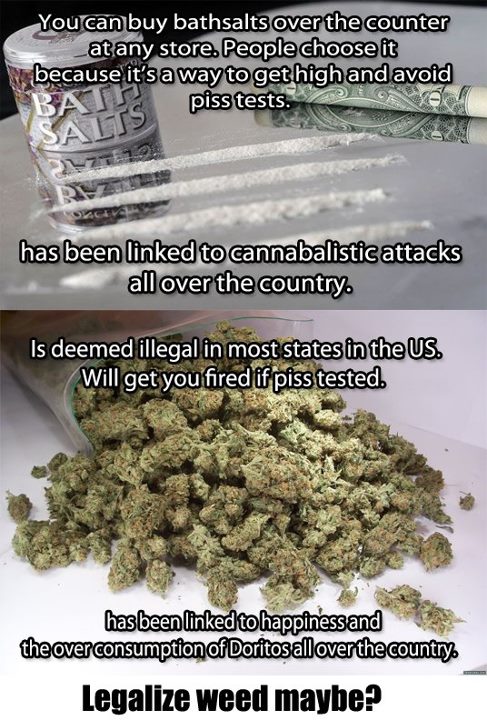 You can buy bathsalts over the counter
at any store. People choose it
because it's a way to get high and avoid
piss tests.
BATH
SALTS
has been linked to cannabalistic attacks
all over the country.
Is deemed illegal in most states in the US.
Will get you fired if piss tested.
has been linked to happiness and
the over consumption of Doritos all over the country.
Legalize weed maybe?